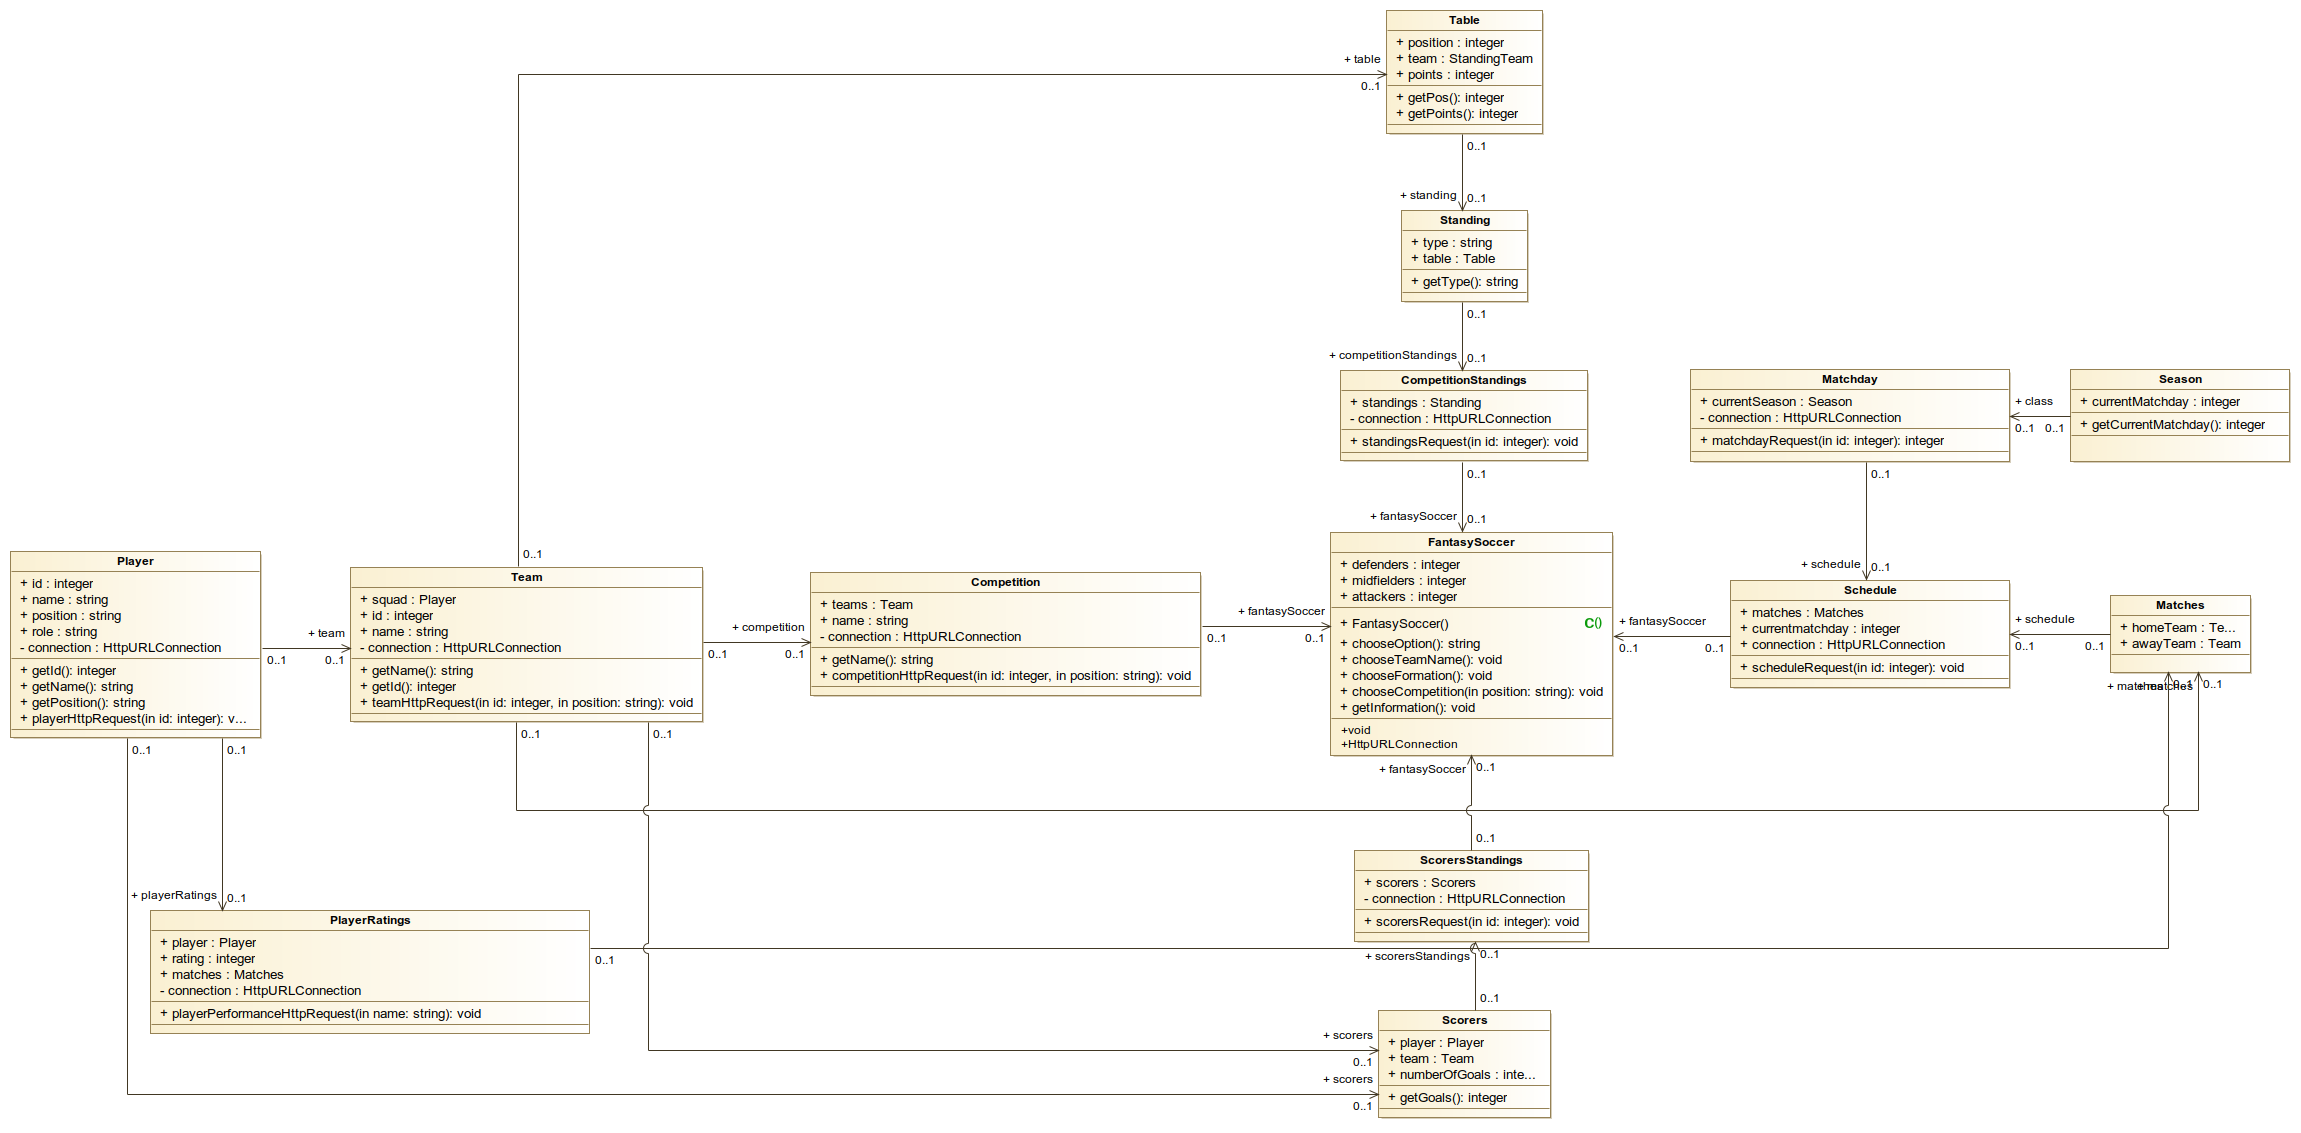 Table
+ position : integer
+ team : StandingTeam
+ points : integer
+ getPos(): integer
+ getPoints(): integer
+ table
0..1
0..1
+ standing
0..1
Standing
+ type : string
+ table : Table
+ getType(): string
0..1
+ competitionStandings
0..1
CompetitionStandings
+ standings : Standing
- connection : HttpURLConnection
+ standingsRequest(in id: integer): void
0..1
+ fantasySoccer
0..1
Matchday
+ currentSeason : Season
- connection : HttpURLConnection
+ matchdayRequest(in id: integer): integer
+ class
0..1
0..1
Season
+ currentMatchday : integer
+ getCurrentMatchday(): integer
0..1
+ schedule
0..1
Player
+ id : integer
+ name : string
+ position : string
+ role : string
- connection : HttpURLConnection
+ getId(): integer
+ getName(): string
+ getPosition(): string
+ playerHttpRequest(in id: integer): v...
+ team
0..1
0..1
0..1
Team
+ squad : Player
+ id : integer
+ name : string
- connection : HttpURLConnection
+ getName(): string
+ getId(): integer
+ teamHttpRequest(in id: integer, in position: string): void
+ competition
0..1
0..1
Competition
+ teams : Team
+ name : string
- connection : HttpURLConnection
+ getName(): string
+ competitionHttpRequest(in id: integer, in position: string): void
+ fantasySoccer
0..1
0..1
FantasySoccer
+ defenders : integer
+ midfielders : integer
+ attackers : integer
+ FantasySoccer()
C()
+ chooseOption(): string
+ chooseTeamName(): void
+ chooseFormation(): void
+ chooseCompetition(in position: string): void
+ getInformation(): void
+void
+HttpURLConnection
+ fantasySoccer
0..1
0..1
Schedule
+ matches : Matches
+ currentmatchday : integer
+ connection : HttpURLConnection
+ scheduleRequest(in id: integer): void
+ schedule
0..1
0..1
Matches
+ homeTeam : Te...
+ awayTeam : Team
+ matches
0..1
+ matches
0..1
0..1
0..1
0..1
0..1
+ fantasySoccer
0..1
0..1
ScorersStandings
+ scorers : Scorers
- connection : HttpURLConnection
+ scorersRequest(in id: integer): void
+ playerRatings
0..1
PlayerRatings
+ player : Player
+ rating : integer
+ matches : Matches
- connection : HttpURLConnection
+ playerPerformanceHttpRequest(in name: string): void
0..1
+ scorersStandings
0..1
0..1
Scorers
+ player : Player
+ team : Team
+ numberOfGoals : inte...
+ getGoals(): integer
+ scorers
0..1
+ scorers
0..1